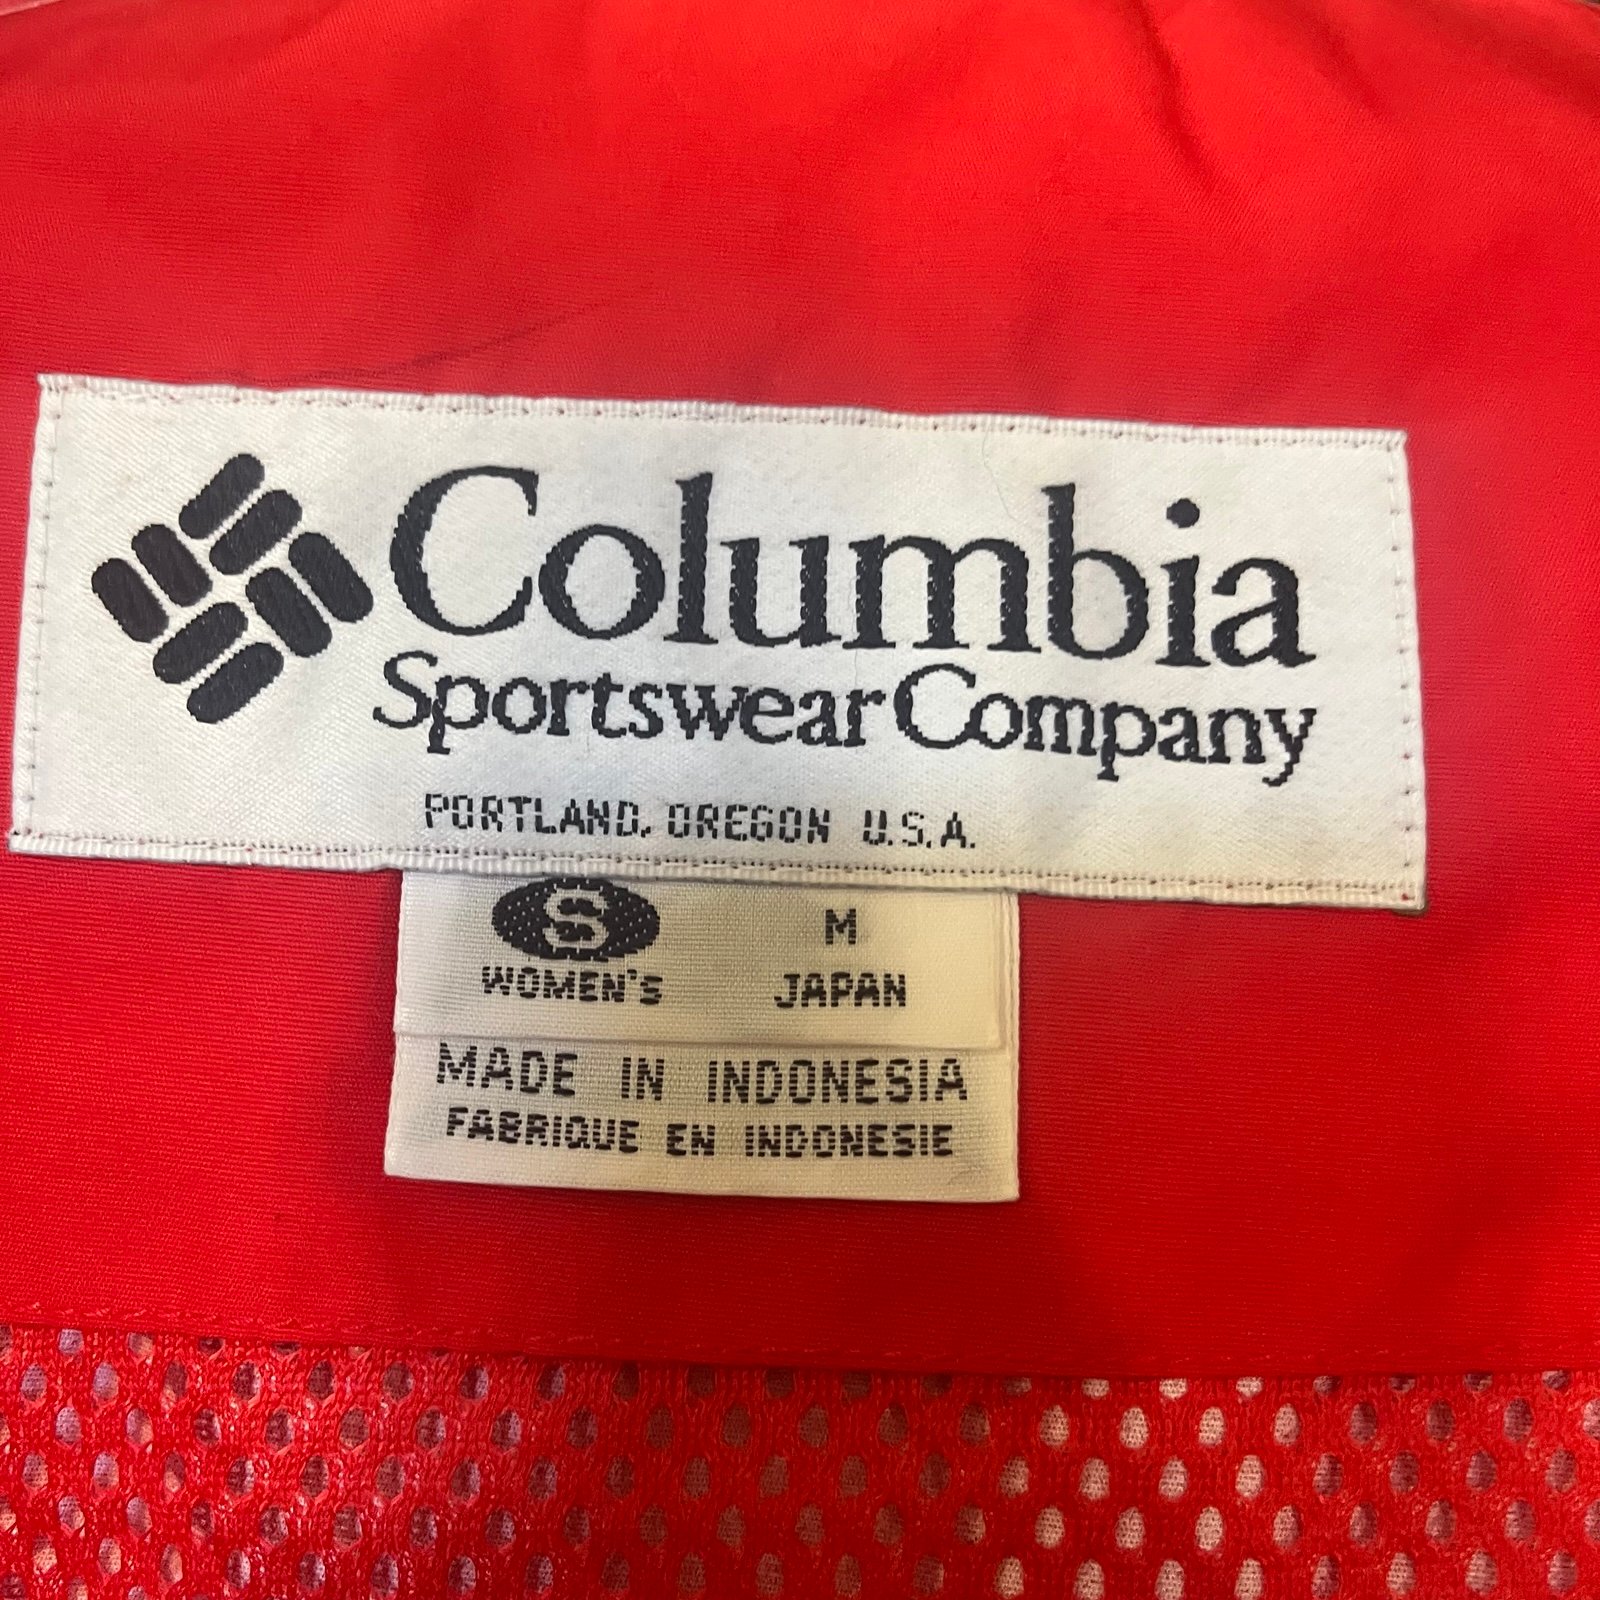 Columbia
Sportswear Company
PORTLAND, OREGON U.S.A.
S M
WOMEN'S JAPAN
MADE IN INDONESIA
FABRIQUE EN INDONESIE